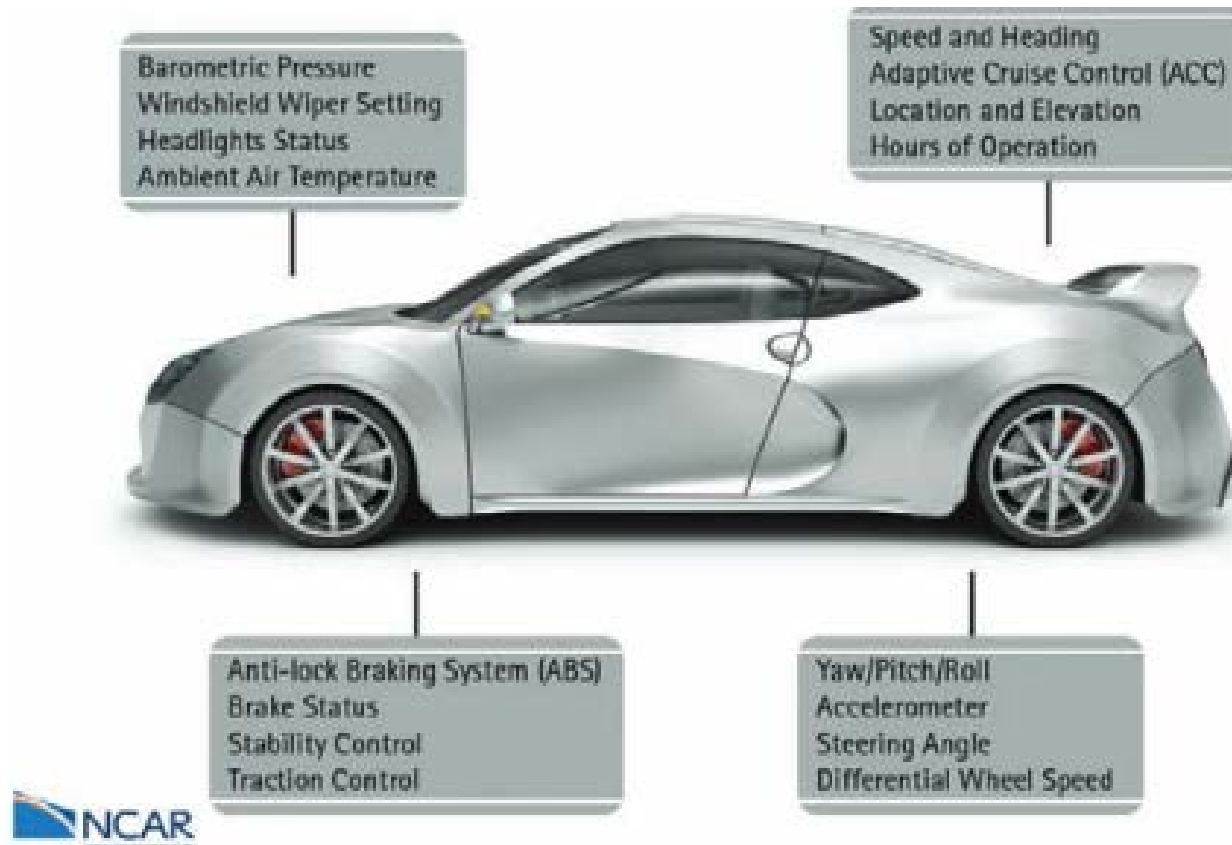 Barometric Pressure
Windshield Wiper Setting
Headlights Status
Ambient Air Temperature
Speed and Heading
Adaptive Cruise Control (ACC)
Location and Elevation
Hours of Operation
Anti-lock Braking System (ABS)
Brake Status
Stability Control
Traction Control
Yaw/Pitch/Roll
Accelerometer
Steering Angle
Differential Wheel Speed
NCAR